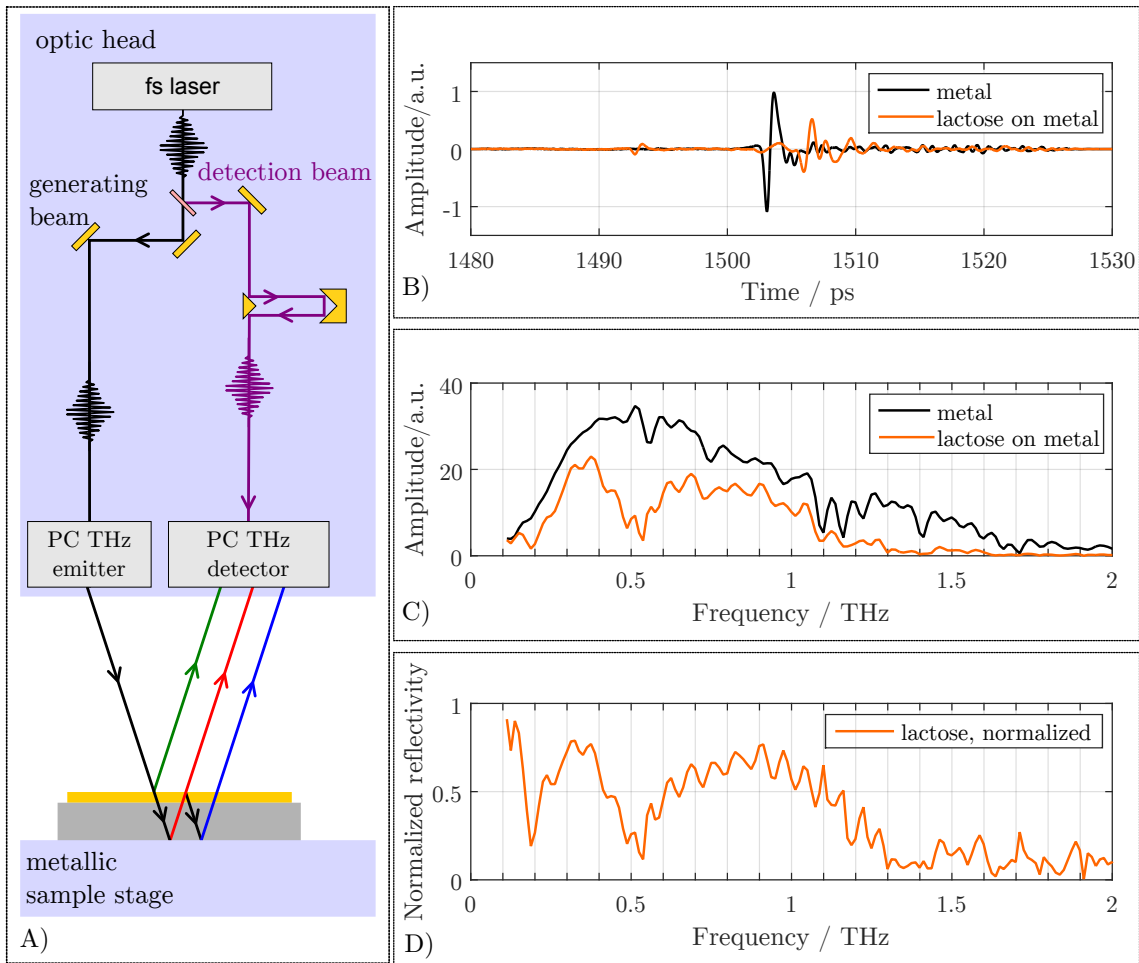 optic head
fs laser
generating
beam
detection beam
PC THz
emitter
PC THz
detector
metallic
sample stage
A)
Amplitude/a.u.
1
0
-1
metal
lactose on metal
1480
1490
1500
1510
1520
1530
Time / ps
B)
Amplitude/a.u.
40
20
0
metal
lactose on metal
0
0.5
1
1.5
2
Frequency / THz
C)
Normalized reflectivity
1
0.5
0
lactose, normalized
0
0.5
1
1.5
2
Frequency / THz
D)